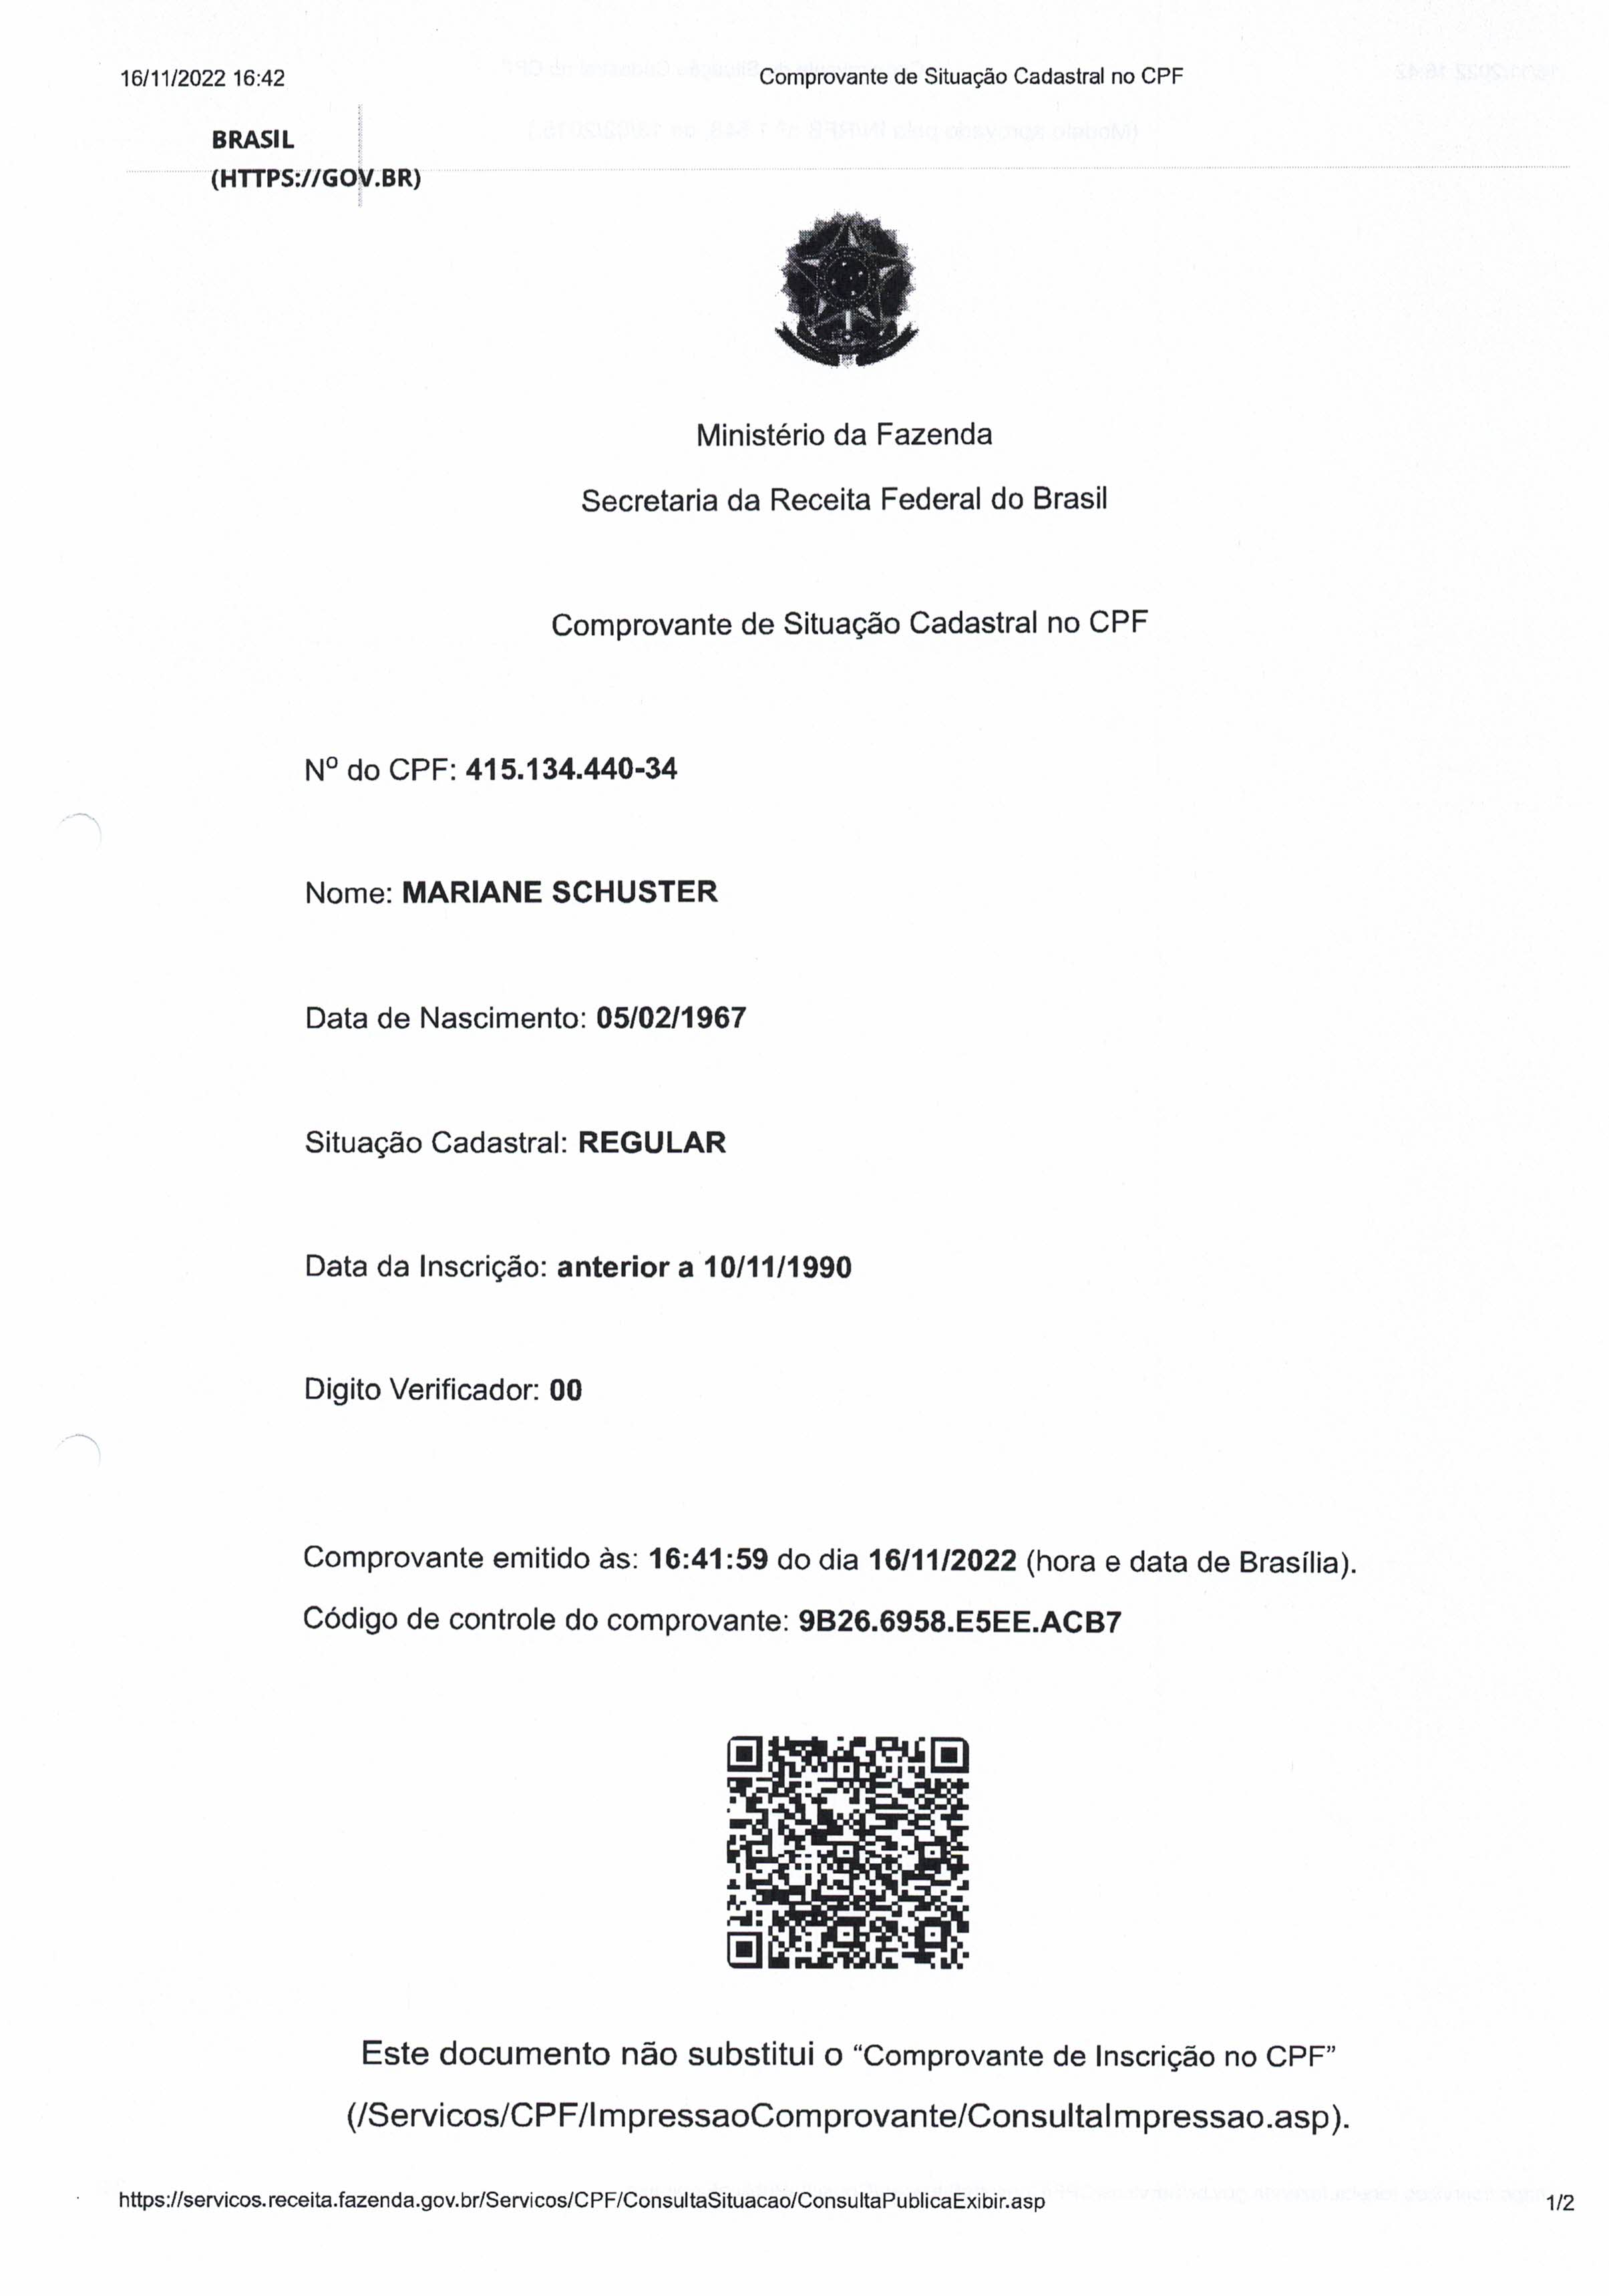 16/11/2022 16:42
Comprovante de Situação Cadastral no CPF
BRASIL
(HTTPS://GOV.BR)
Ministério da Fazenda
Secretaria da Receita Federal do Brasil
Comprovante de Situação Cadastral no CPF
Nº do CPF: 415.134.440-34
Nome: MARIANE SCHUSTER
Data de Nascimento: 05/02/1967
Situação Cadastral: REGULAR
Data da Inscrição: anterior a 10/11/1990
Digito Verificador: 00
Comprovante emitido às: 16:41:59 do dia 16/11/2022 (hora e data de Brasília).
Código de controle do comprovante: 9B26.6958.E5EE.ACB7
Este documento não substitui o “Comprovante de Inscrição no CPF”
(/Servicos/CPF/ImpressaoComprovante/ConsultaImpressao.asp).
https://servicos.receita.fazenda.gov.br/Servicos/CPF/ConsultaSituacao/ConsultaPublicaExibir.asp
1/2